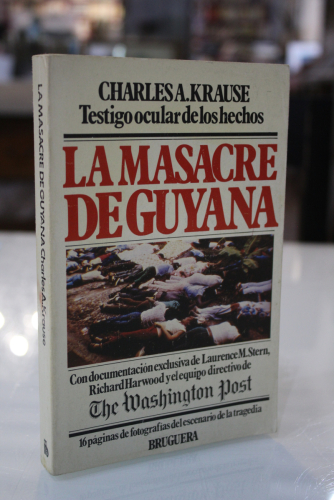 CHARLES A. KRAUSE
Testigo ocular de los hechos
LA MASACRE
DE GUYANA
Con documentación exclusiva de Laurence M. Stern,
Richard Harwood y el equipo directivo de
The Washington Post
16 páginas de fotografías del escenario de la tragedia
BRUGUERA
LA MASACRE DE GUYANA Charles A. Krause